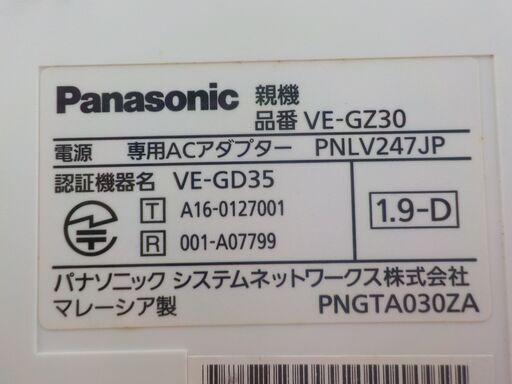 Panasonic 親機
品番 VE-GZ30
電源 専用ACアダプター PNLV247JP
認証機器名 VE-GD35
T A16-0127001
R 001-A07799
1.9-D
パナソニック システムネットワークス株式会社
マレーシア製 PNGTA030ZA